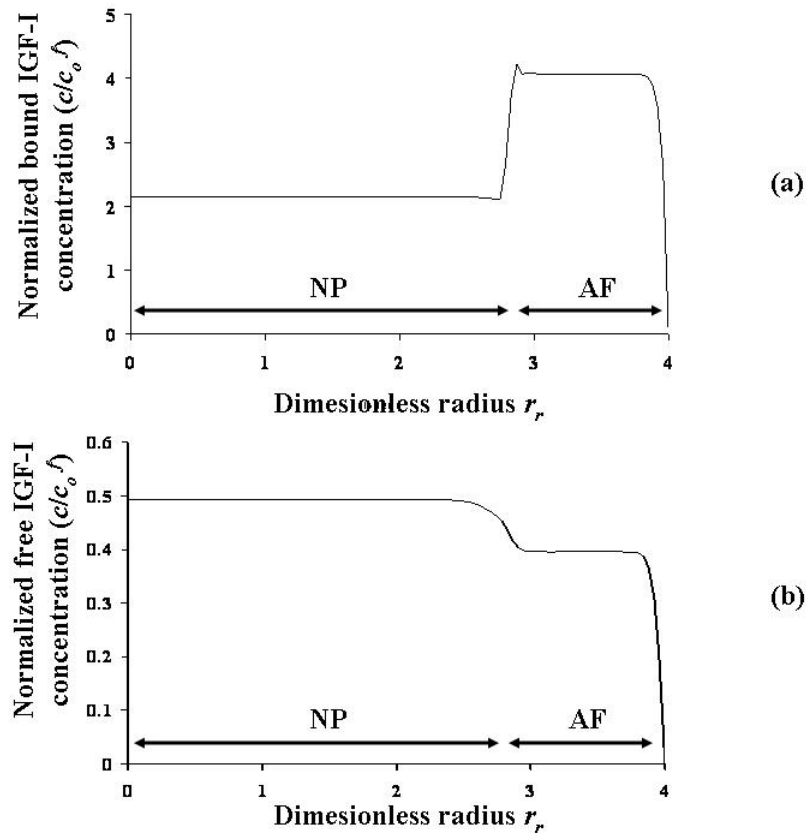 Normalized bound IGF-I
concentration (c/cₒ ᶠ)
5
4
3
2
1
0
NP
AF
0 1 2 3 4
Dimesionless radius rᵣ
(a)
Normalized free IGF-I
concentration (c/cₒ ᶠ)
0.6
0.5
0.4
0.3
0.2
0.1
0
NP
AF
0 1 2 3 4
Dimesionless radius rᵣ
(b)